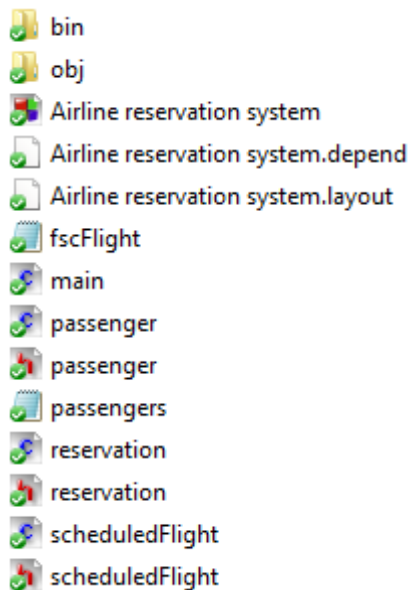 bin
obj
Airline reservation system
Airline reservation system.depend
Airline reservation system.layout
fscFlight
main
passenger
passenger
passengers
reservation
reservation
scheduledFlight
scheduledFlight